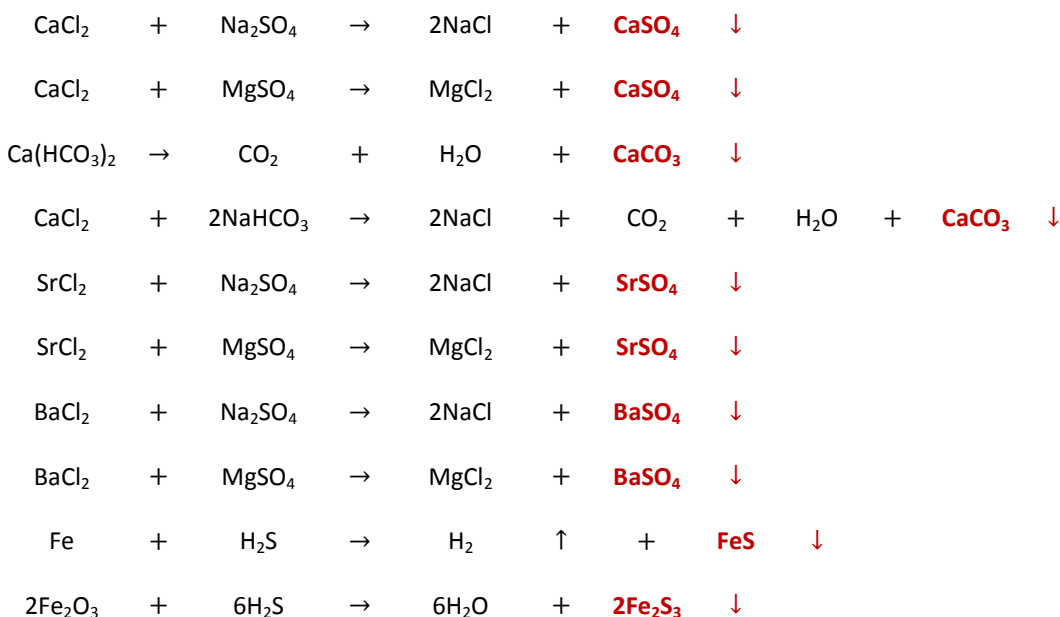 CaCl₂ + Na₂SO₄ → 2NaCl + CaSO₄ ↓
CaCl₂ + MgSO₄ → MgCl₂ + CaSO₄ ↓
Ca(HCO₃)₂ → CO₂ + H₂O + CaCO₃ ↓
CaCl₂ + 2NaHCO₃ → 2NaCl + CO₂ + H₂O + CaCO₃ ↓
SrCl₂ + Na₂SO₄ → 2NaCl + SrSO₄ ↓
SrCl₂ + MgSO₄ → MgCl₂ + SrSO₄ ↓
BaCl₂ + Na₂SO₄ → 2NaCl + BaSO₄ ↓
BaCl₂ + MgSO₄ → MgCl₂ + BaSO₄ ↓
Fe + H₂S → H₂ ↑ + FeS ↓
2Fe₂O₃ + 6H₂S → 6H₂O + 2Fe₂S₃ ↓